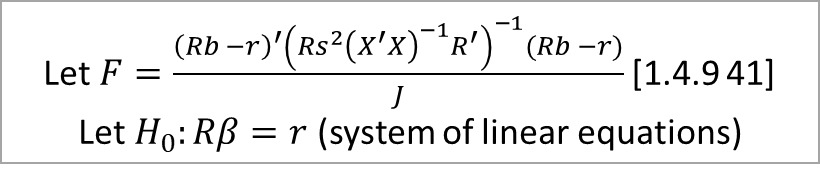 Let F = (Rb − r)′(Rs²(X′X)⁻¹R′)⁻¹(Rb − r) / J [1.4.9 41]
Let H₀: Rβ = r (system of linear equations)